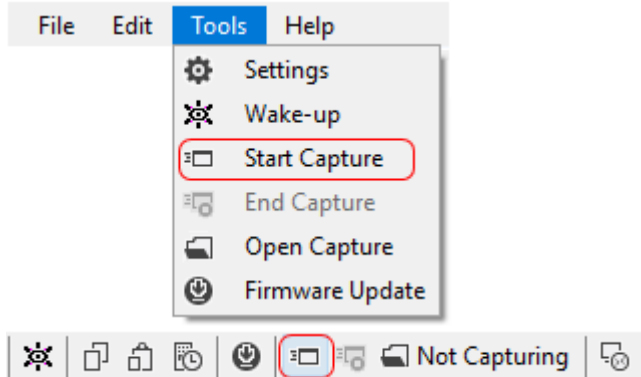 File Edit Tools Help
Settings
Wake-up
Start Capture
End Capture
Open Capture
Firmware Update
Not Capturing